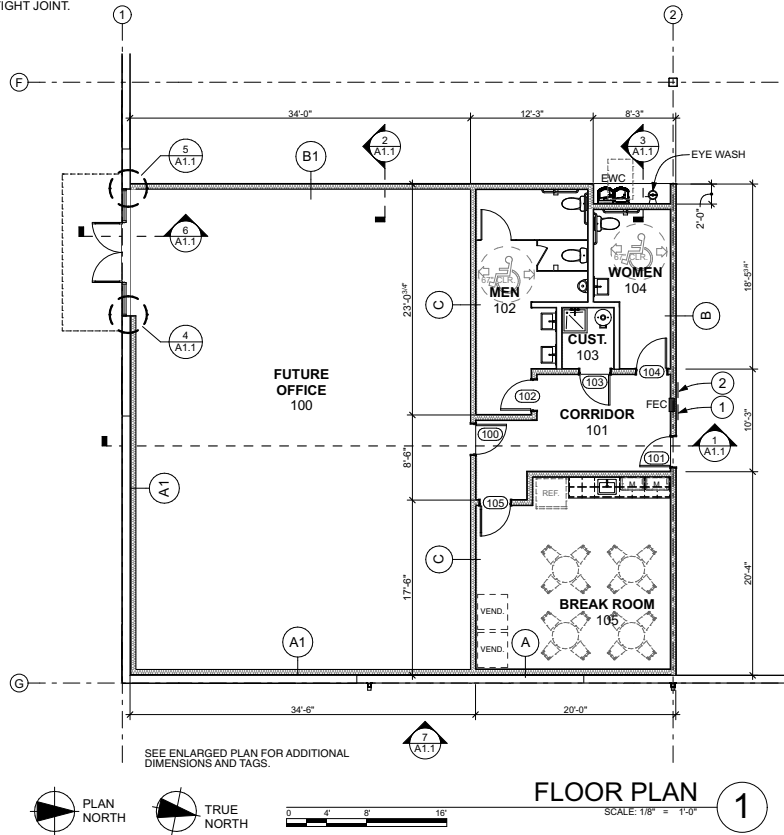 IGHT JOINT.
1
2
F
34'-0"
12'-3"
8'-3"
5
A1.1
B1
2
A1.1
3
A1.1
EYE WASH
EWC
2'-0"
6
A1.1
WOMEN
104
MEN
102
C
23'-0 3/4"
18'-5 3/4"
B
4
A1.1
CUST.
103
FUTURE
OFFICE
100
104
103
102
2
FEC
1
CORRIDOR
101
100
101
1
A1.1
10'-3"
8'-6"
A1
REF.
105
C
17'-6"
20'-4"
VEND.
BREAK ROOM
105
VEND.
A1
A
G
34'-6"
20'-0"
7
A1.1
SEE ENLARGED PLAN FOR ADDITIONAL
DIMENSIONS AND TAGS.
PLAN
NORTH
TRUE
NORTH
0 4' 8' 16'
FLOOR PLAN
SCALE: 1/8" = 1'-0"
1